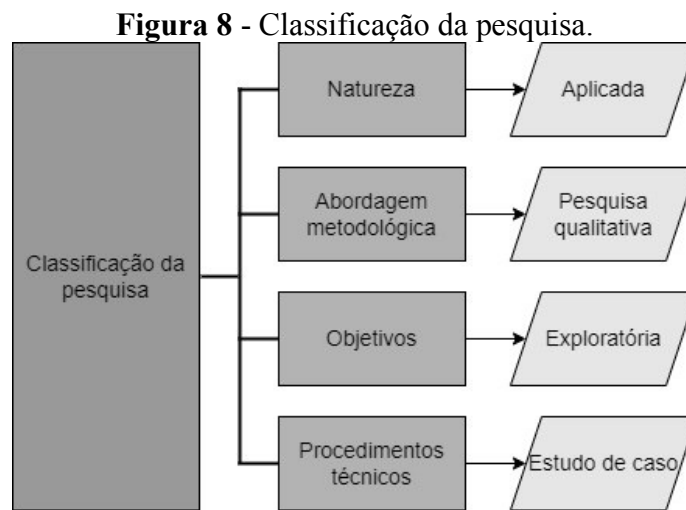 Figura 8 - Classificação da pesquisa.
Natureza
Aplicada
Abordagem
metodológica
Pesquisa
qualitativa
Classificação da
pesquisa
Objetivos
Exploratória
Procedimentos
técnicos
Estudo de caso